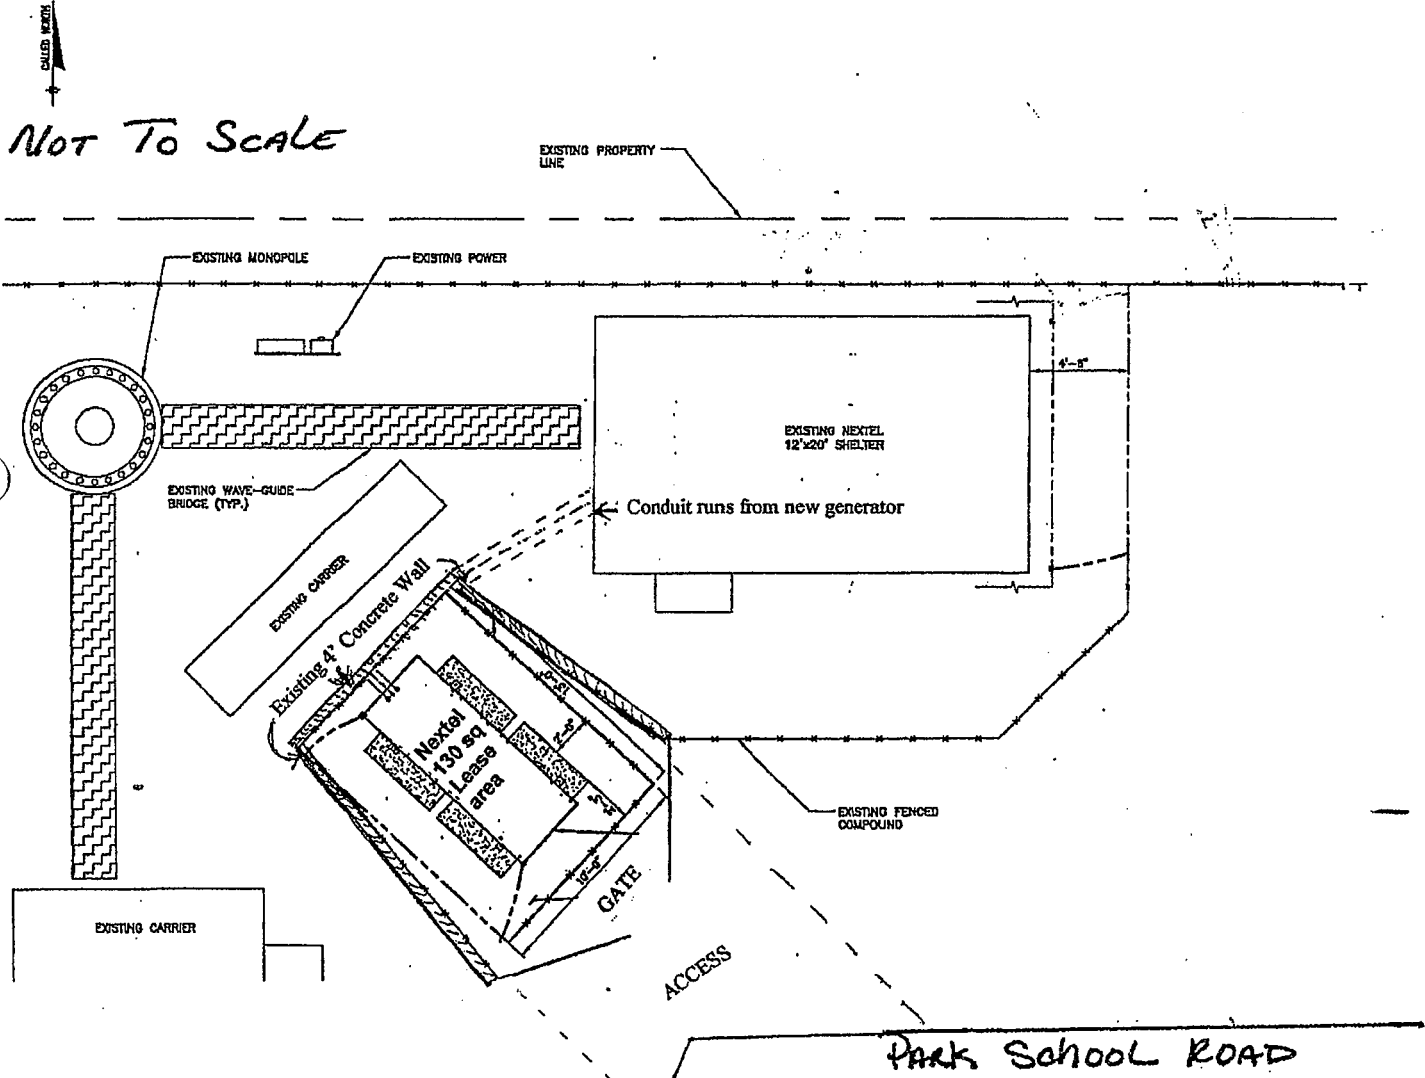 CALLED NORTH
NOT TO SCALE
EXISTING PROPERTY
LINE
EXISTING MONOPOLE
EXISTING POWER
4'-5"
EXISTING NEXTEL
12'x20' SHELTER
EXISTING WAVE-GUIDE
BRIDGE (TYP.)
Conduit runs from new generator
EXISTING CARRIER
Existing 4' Concrete Wall
Nextel
130 sq'
Lease
area
2'-6"
10'-0"
EXISTING FENCED
COMPOUND
GATE
EXISTING CARRIER
ACCESS
PARK SCHOOL ROAD